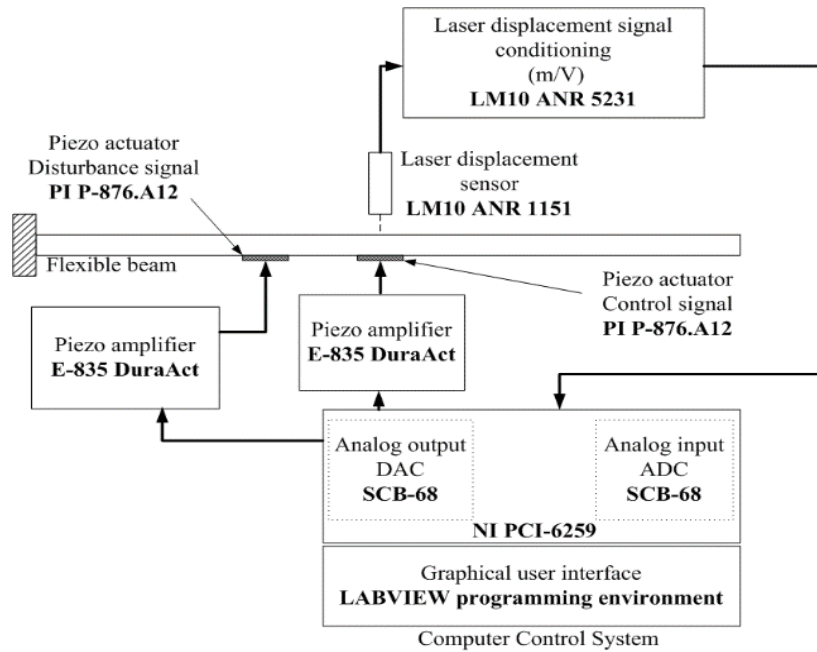 Laser displacement signal
conditioning
(m/V)
LM10 ANR 5231
Piezo actuator
Disturbance signal
PI P-876.A12
Laser displacement
sensor
LM10 ANR 1151
Flexible beam
Piezo actuator
Control signal
PI P-876.A12
Piezo amplifier
E-835 DuraAct
Piezo amplifier
E-835 DuraAct
Analog output
DAC
SCB-68
Analog input
ADC
SCB-68
NI PCI-6259
Graphical user interface
LABVIEW programming environment
Computer Control System